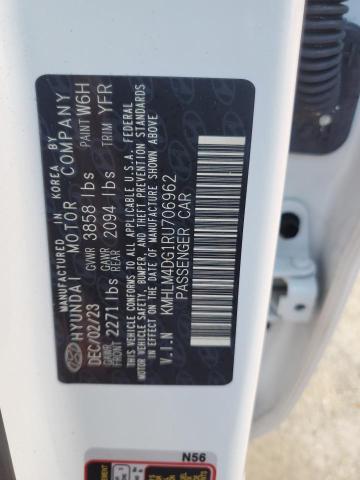 MADE IN KOREA BY
HYUNDAI MOTOR COMPANY
DEC/02/23 GVWR 3858 lbs PAINT W6H
GAWR FRONT 2271 lbs GAWR REAR 2094 lbs TRIM YFR
THIS VEHICLE CONFORMS TO ALL APPLICABLE U.S.A. FEDERAL
MOTOR VEHICLE SAFETY, BUMPER, AND THEFT PREVENTION STANDARDS
IN EFFECT ON THE DATE OF MANUFACTURE SHOWN ABOVE.
V.I.N KMHLM4DG1RU706962
PASSENGER CAR
N56